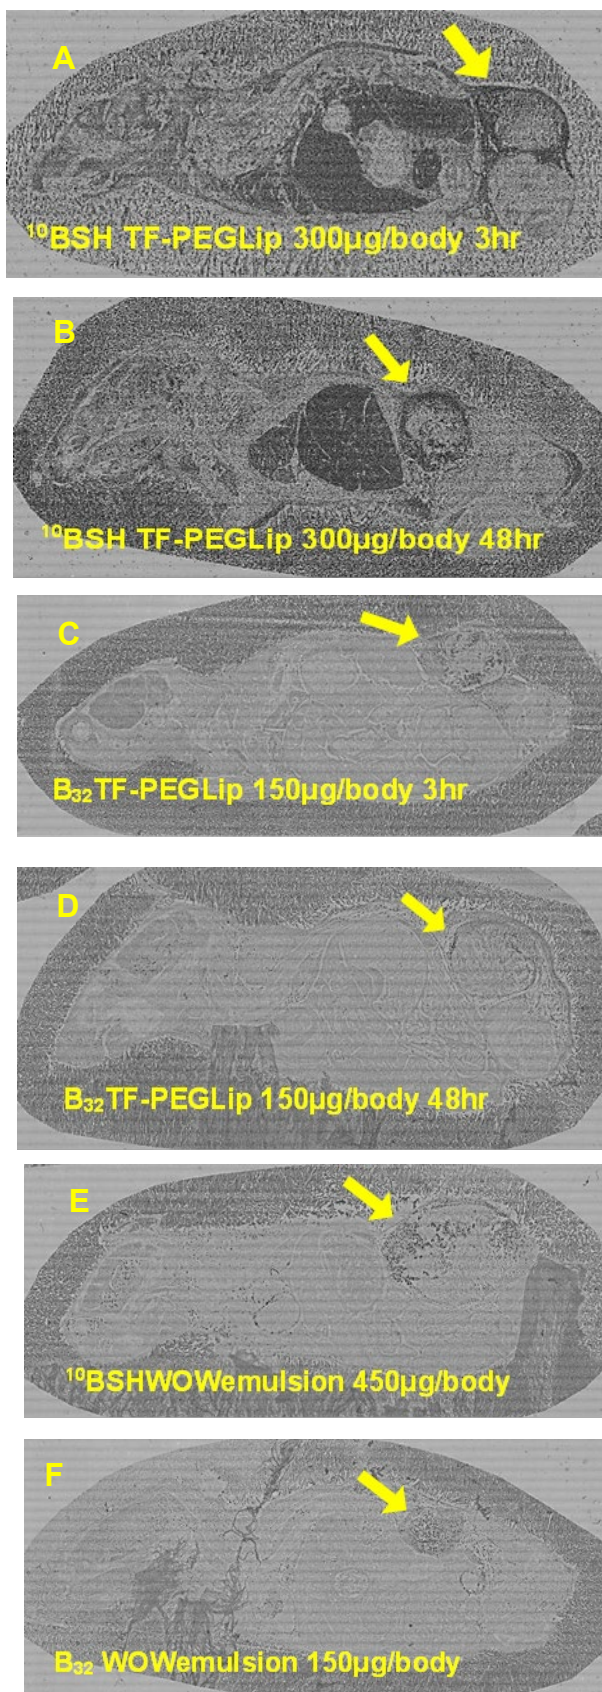 A
¹⁰BSH TF-PEGLip 300µg/body 3hr
B
¹⁰BSH TF-PEGLip 300µg/body 48hr
C
B₃₂TF-PEGLip 150µg/body 3hr
D
B₃₂TF-PEGLip 150µg/body 48hr
E
¹⁰BSHWOWemulsion 450µg/body
F
B₃₂ WOWemulsion 150µg/body